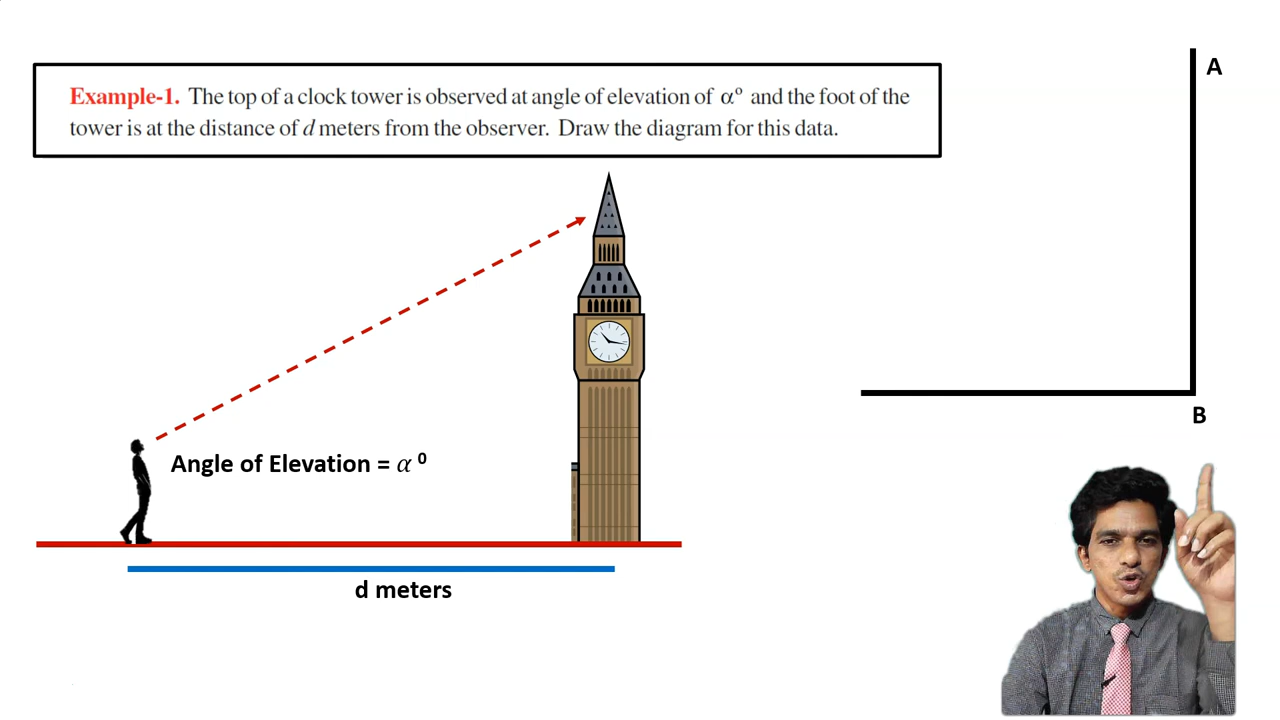 Example-1. The top of a clock tower is observed at angle of elevation of α° and the foot of the
tower is at the distance of d meters from the observer. Draw the diagram for this data.
A
B
Angle of Elevation = α ⁰
d meters